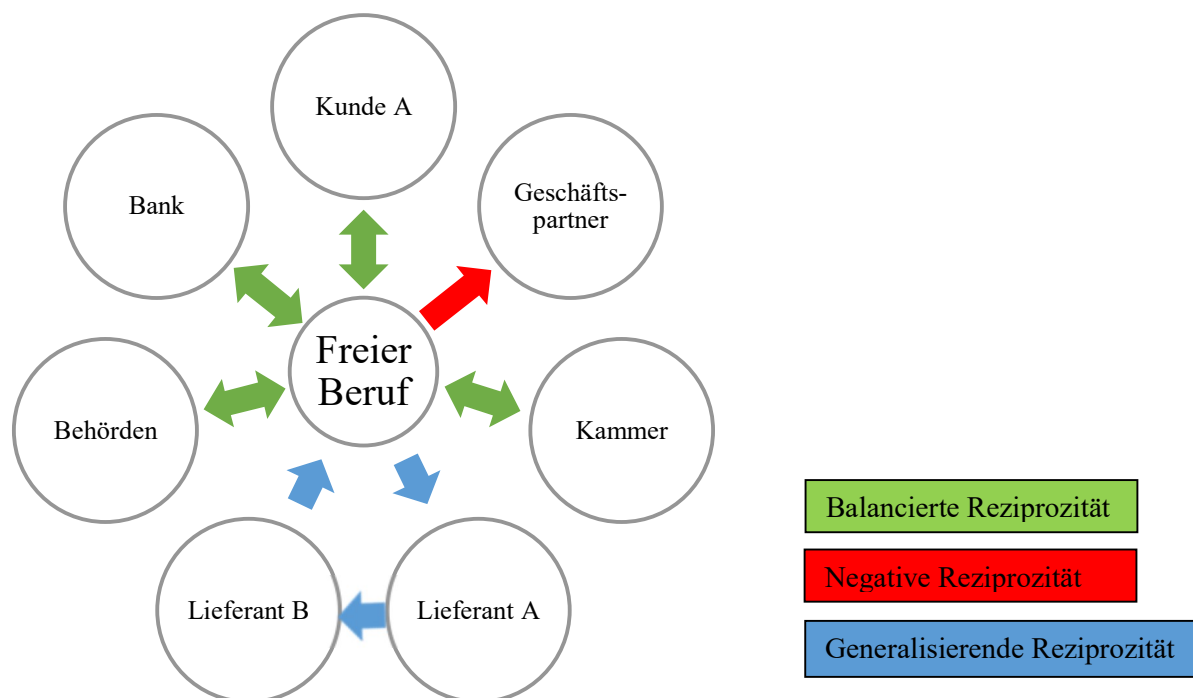 Kunde A
Bank
Geschäfts-
partner
Freier
Beruf
Behörden
Kammer
Lieferant B
Lieferant A
Balancierte Reziprozität
Negative Reziprozität
Generalisierende Reziprozität